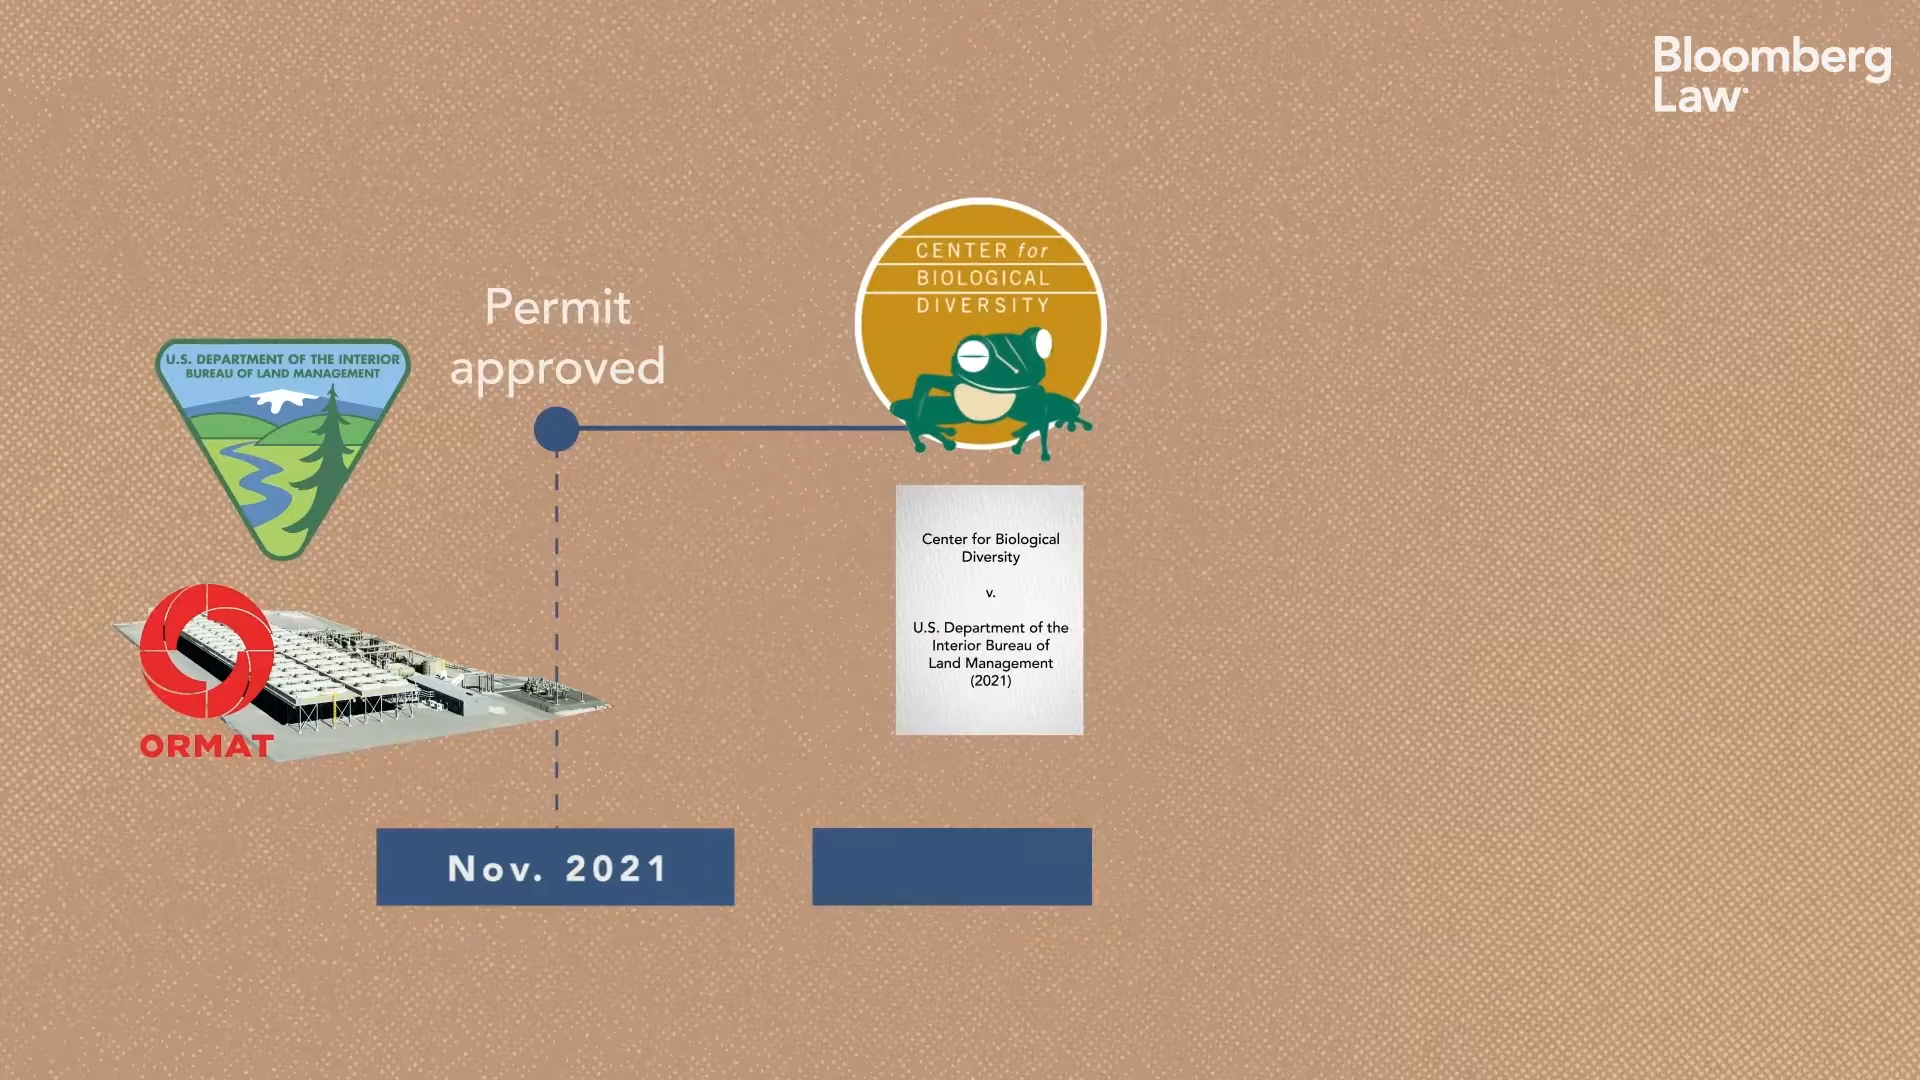 Bloomberg
Law
CENTER for
BIOLOGICAL
DIVERSITY
Permit
approved
U.S. DEPARTMENT OF THE INTERIOR
BUREAU OF LAND MANAGEMENT
Center for Biological
Diversity
v.
U.S. Department of the
Interior Bureau of
Land Management
(2021)
ORMAT
Nov. 2021